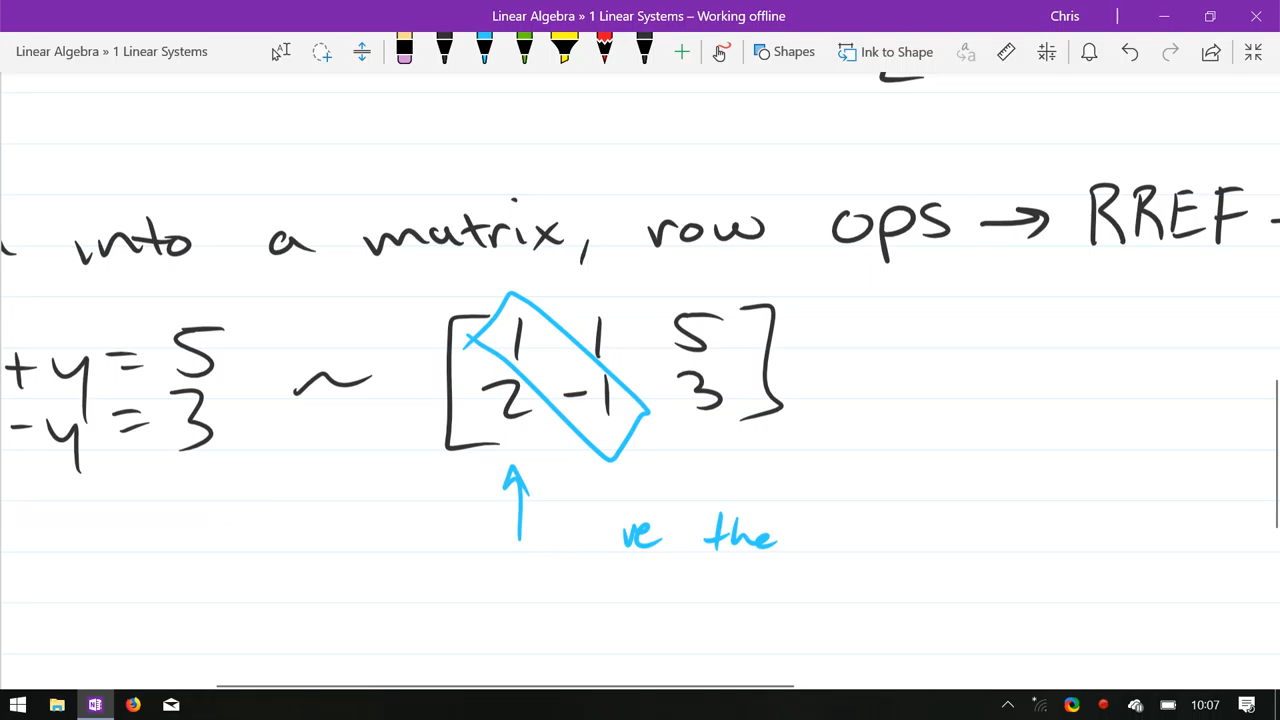 Linear Algebra » 1 Linear Systems – Working offline
Chris
Linear Algebra » 1 Linear Systems
Shapes
Ink to Shape
into a matrix, row ops → RREF -
+ y = 5 ~ [ 1 1 5
- y = 3 2 -1 3 ]
ve the
10:07